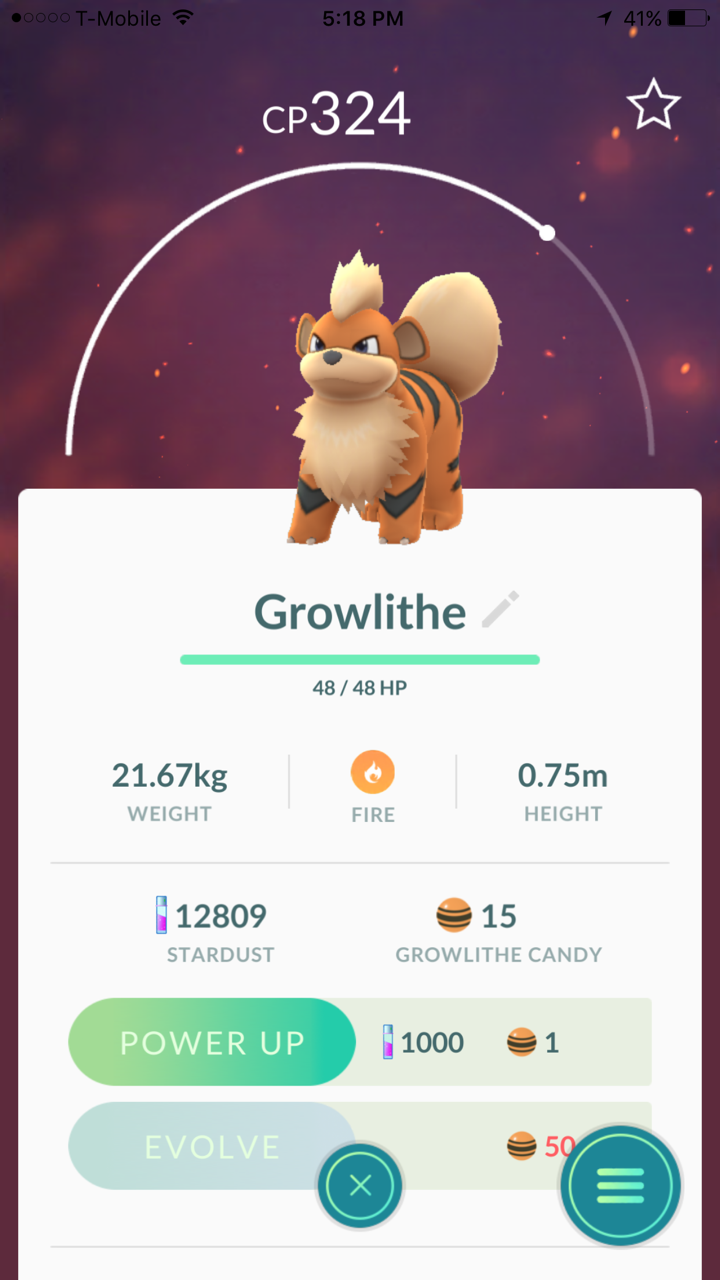 T-Mobile 5:18 PM 41%
CP324
Growlithe
48 / 48 HP
21.67kg 0.75m
WEIGHT FIRE HEIGHT
12809 15
STARDUST GROWLITHE CANDY
POWER UP 1000 1
EVOLVE 50